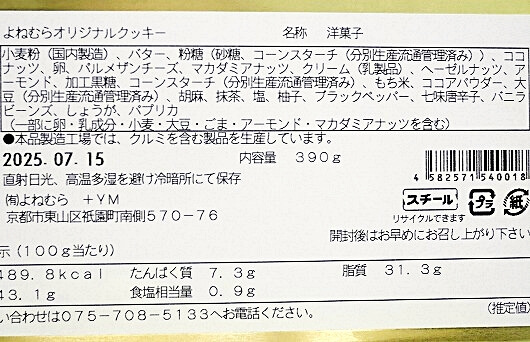 よねむらオリジナルクッキー　名称　洋菓子
小麦粉（国内製造）、バター、粉糖（砂糖、コーンスターチ（分別生産流通管理済み））、ココ
ナッツ、卵、パルメザンチーズ、マカダミアナッツ、クリーム（乳製品）、ヘーゼルナッツ、ア
ーモンド、加工黒糖、コーンスターチ（分別生産流通管理済み）、もち米、ココアパウダー、大
豆（分別生産流通管理済み）、胡麻、抹茶、塩、柚子、ブラックペッパー、七味唐辛子、バニラ
ビーンズ、しょうが、パプリカ
（一部に卵・乳成分・小麦・大豆・ごま・アーモンド・マカダミアナッツを含む）
●本品製造工場では、クルミを含む製品を生産しています。
2025.07.15　内容量　390g
直射日光、高温多湿を避け冷暗所にて保存
㈲よねむら　＋YM
京都市東山区祇園町南側570-76
4582571540018
スチール　プラ　紙
リサイクルできます
開封後はお早めにお召し上がり下さい
示（100g当たり）
489.8kcal　たんぱく質　7.3g　脂質　31.3g
43.1g　食塩相当量　0.9g
（推定値）
い合わせは075-708-5133へお電話ください。